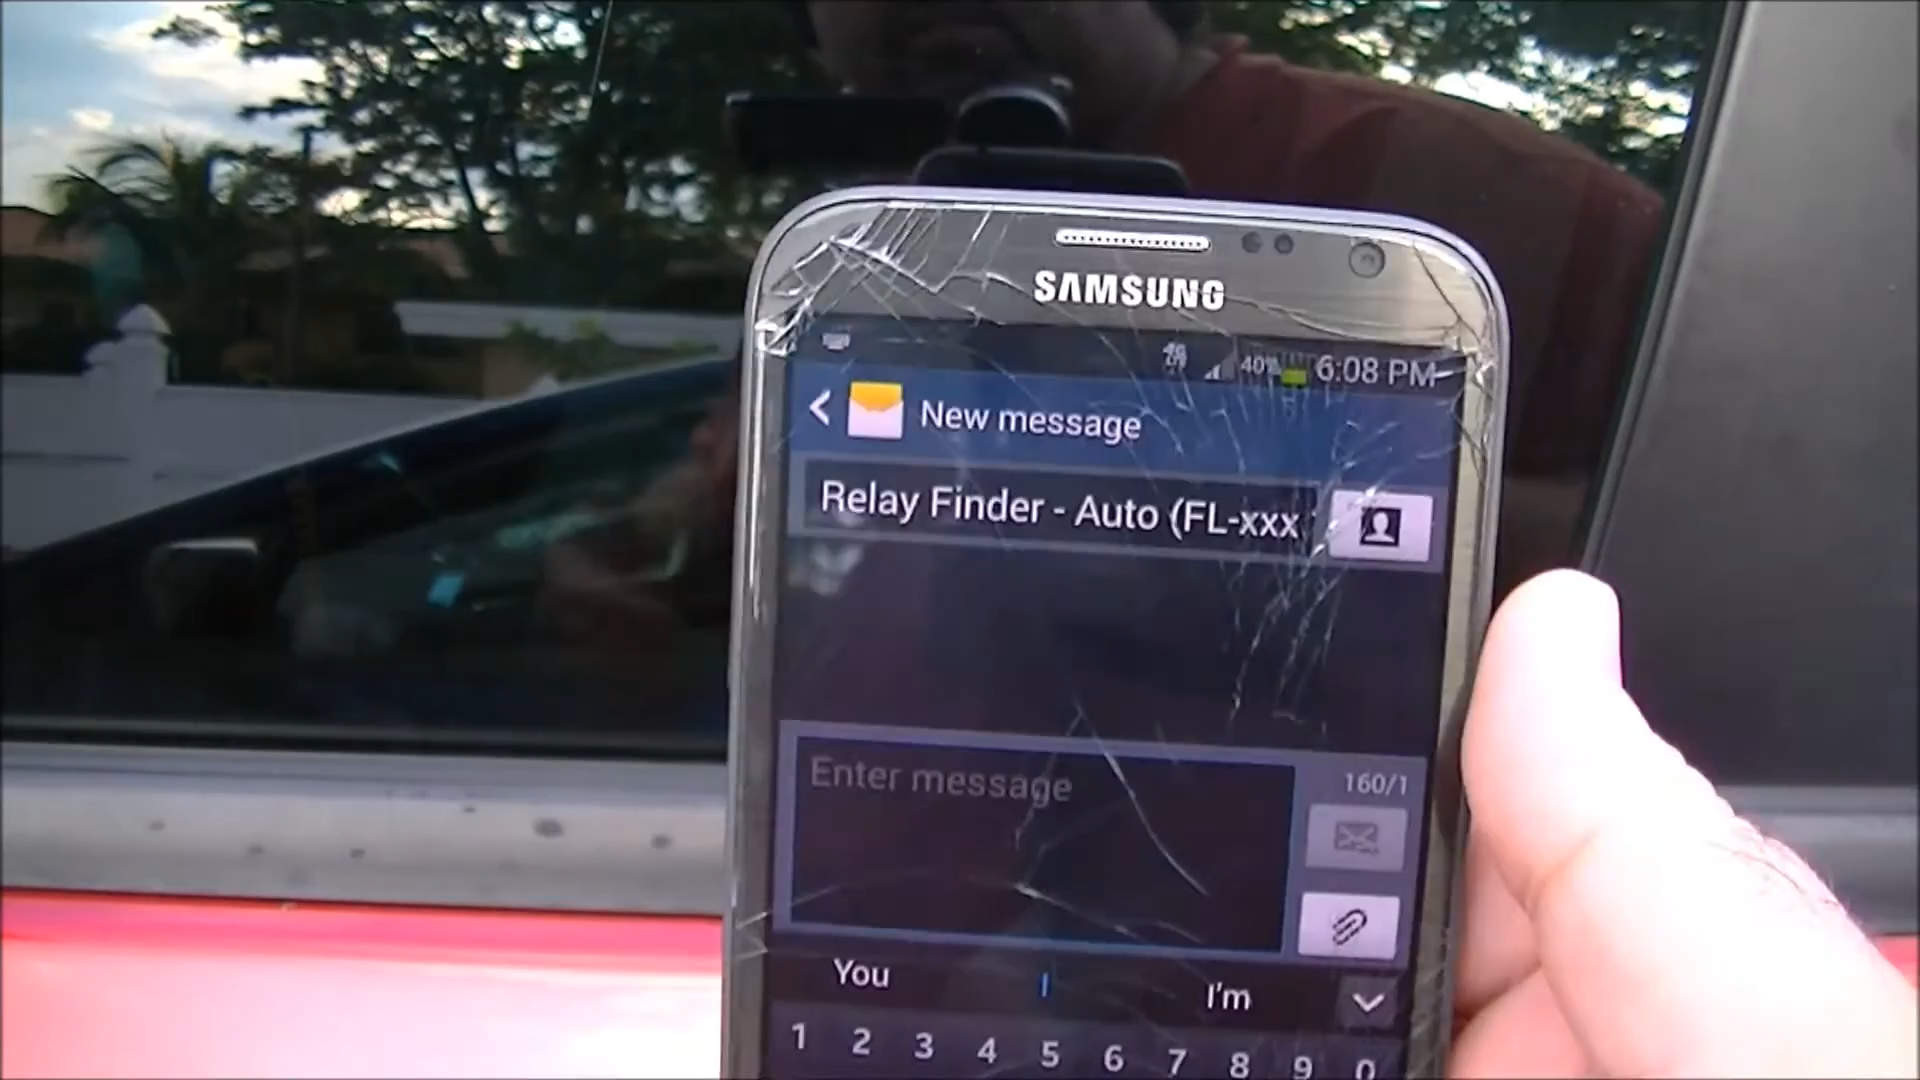 SAMSUNG
40% 6:08 PM
New message
Relay Finder - Auto (FL-xxx
Enter message
160/1
You I I'm
1 2 3 4 5 6 7 8 9 0